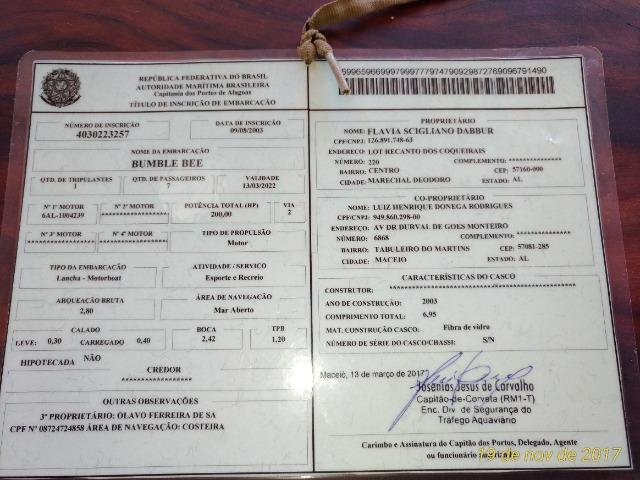 REPÚBLICA FEDERATIVA DO BRASIL
AUTORIDADE MARÍTIMA BRASILEIRA
Capitania dos Portos de Alagoas
TÍTULO DE INSCRIÇÃO DE EMBARCAÇÃO
NÚMERO DE INSCRIÇÃO
4030223257
DATA DE INSCRIÇÃO
09/08/2003
NOME DA EMBARCAÇÃO
BUMBLE BEE
QTD. DE TRIPULANTES
1
QTD. DE PASSAGEIROS
7
VALIDADE
13/03/2022
Nº 1º MOTOR
6AL-1004239
Nº 2º MOTOR
****************
POTÊNCIA TOTAL (HP)
200,00
VIA
2
Nº 3º MOTOR
****************
Nº 4º MOTOR
****************
TIPO DE PROPULSÃO
Motor
TIPO DA EMBARCAÇÃO
Lancha - Motorboat
ATIVIDADE / SERVIÇO
Esporte e Recreio
ARQUEAÇÃO BRUTA
2,80
ÁREA DE NAVEGAÇÃO
Mar Aberto
CALADO
LEVE: 0,30 CARREGADO 0,40
BOCA
2,42
TPB
1,20
HIPOTECADA NÃO
CREDOR
****************
OUTRAS OBSERVAÇÕES
3º PROPRIETÁRIO: OLAVO FERREIRA DE SA
CPF Nº 08724724858 ÁREA DE NAVEGAÇÃO: COSTEIRA
PROPRIETÁRIO
NOME: FLAVIA SCIGLIANO DABBUR
CPF/CNPJ: 126.891.748-63
ENDEREÇO: LOT RECANTO DOS COQUEIRAIS
NÚMERO: 220 COMPLEMENTO: ****************
BAIRRO: CENTRO CEP: 57160-000
CIDADE: MARECHAL DEODORO ESTADO: AL
CO-PROPRIETÁRIO
NOME: LUIZ HENRIQUE DONEGA RODRIGUES
CPF/CNPJ: 949.860.298-00
ENDEREÇO: AV DR DURVAL DE GOES MONTEIRO
NÚMERO: 6868 COMPLEMENTO: ****************
BAIRRO: TABULEIRO DO MARTINS CEP: 57081-285
CIDADE: MACEIO ESTADO: AL
CARACTERÍSTICAS DO CASCO
CONSTRUTOR: ****************
ANO DE CONSTRUÇÃO: 2003
COMPRIMENTO TOTAL: 6,95
MAT. CONSTRUÇÃO CASCO: Fibra de vidro
NÚMERO DE SÉRIE DO CASCO/CHASSI: S/N
Maceió, 13 de março de 2017
Josenias Jesus de Carvalho
Capitão-de-Corveta (RM1-T)
Enc. Div. de Segurança do
Tráfego Aquaviário
Carimbo e Assinatura do Capitão dos Portos, Delegado, Agente
ou funcionário
19 de nov de 2017